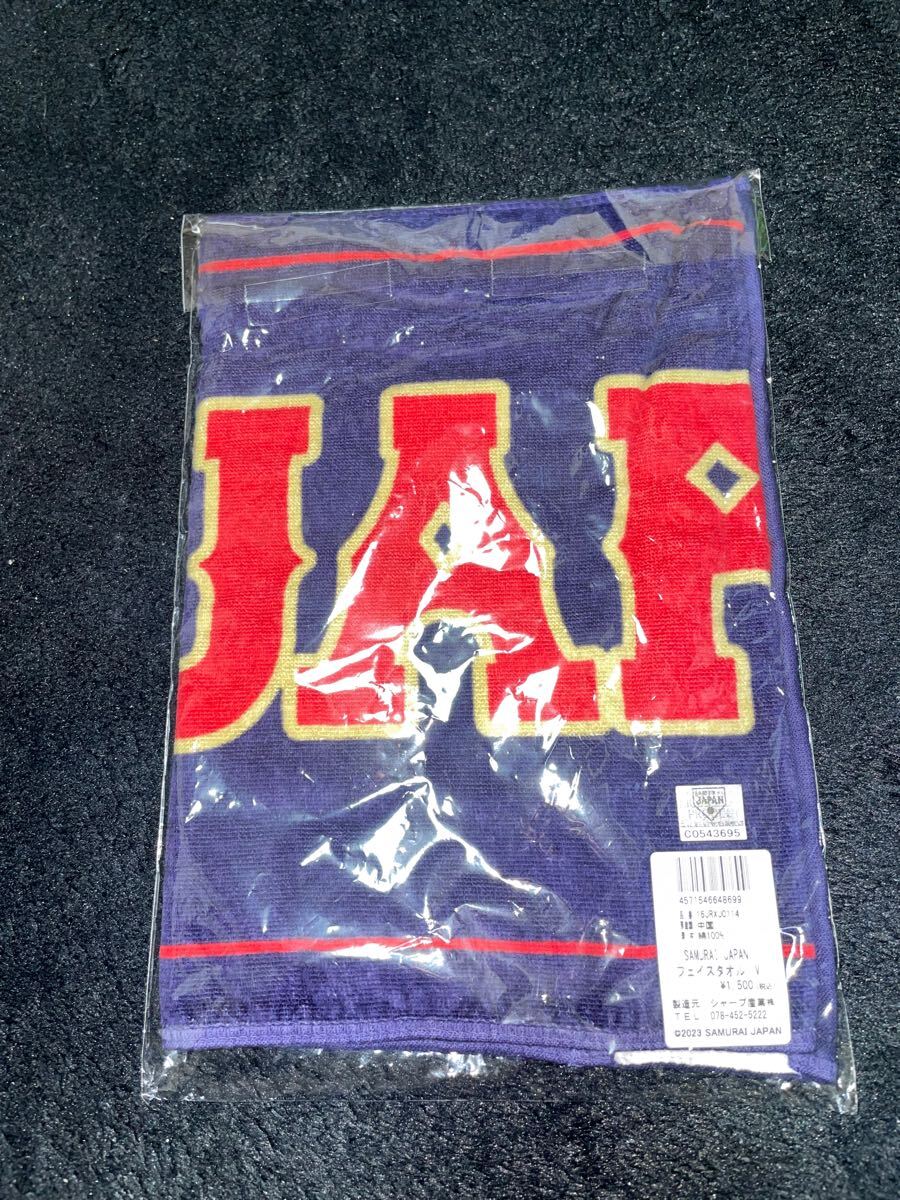 JAP
JAPAN
C0543695
4571546648699
品番 16JRXJ0114
原産国 中国
綿100%
SAMURAI JAPAN
フェイスタオル V
¥1,500 (税込)
製造元 シャープ産業㈱
TEL 078-452-5222
©2023 SAMURAI JAPAN